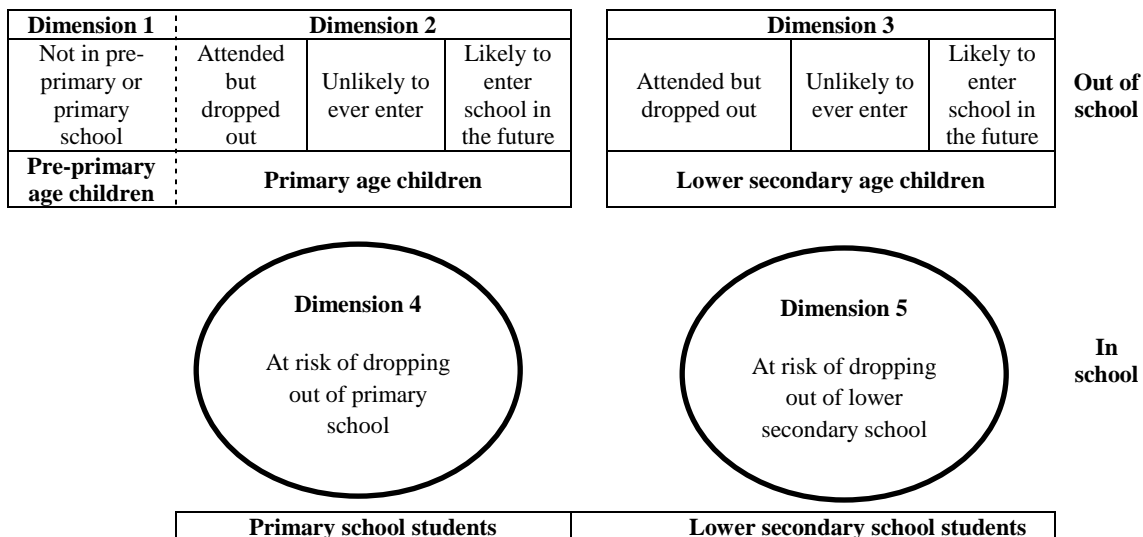 Dimension 1
Dimension 2
Dimension 3
Not in pre-
primary or
primary
school
Attended
but
dropped
out
Unlikely to
ever enter
Likely to
enter
school in
the future
Attended but
dropped out
Unlikely to
ever enter
Likely to
enter
school in
the future
Out of
school
Pre-primary
age children
Primary age children
Lower secondary age children
Dimension 4
At risk of dropping
out of primary
school
Dimension 5
At risk of dropping
out of lower
secondary school
In
school
Primary school students
Lower secondary school students